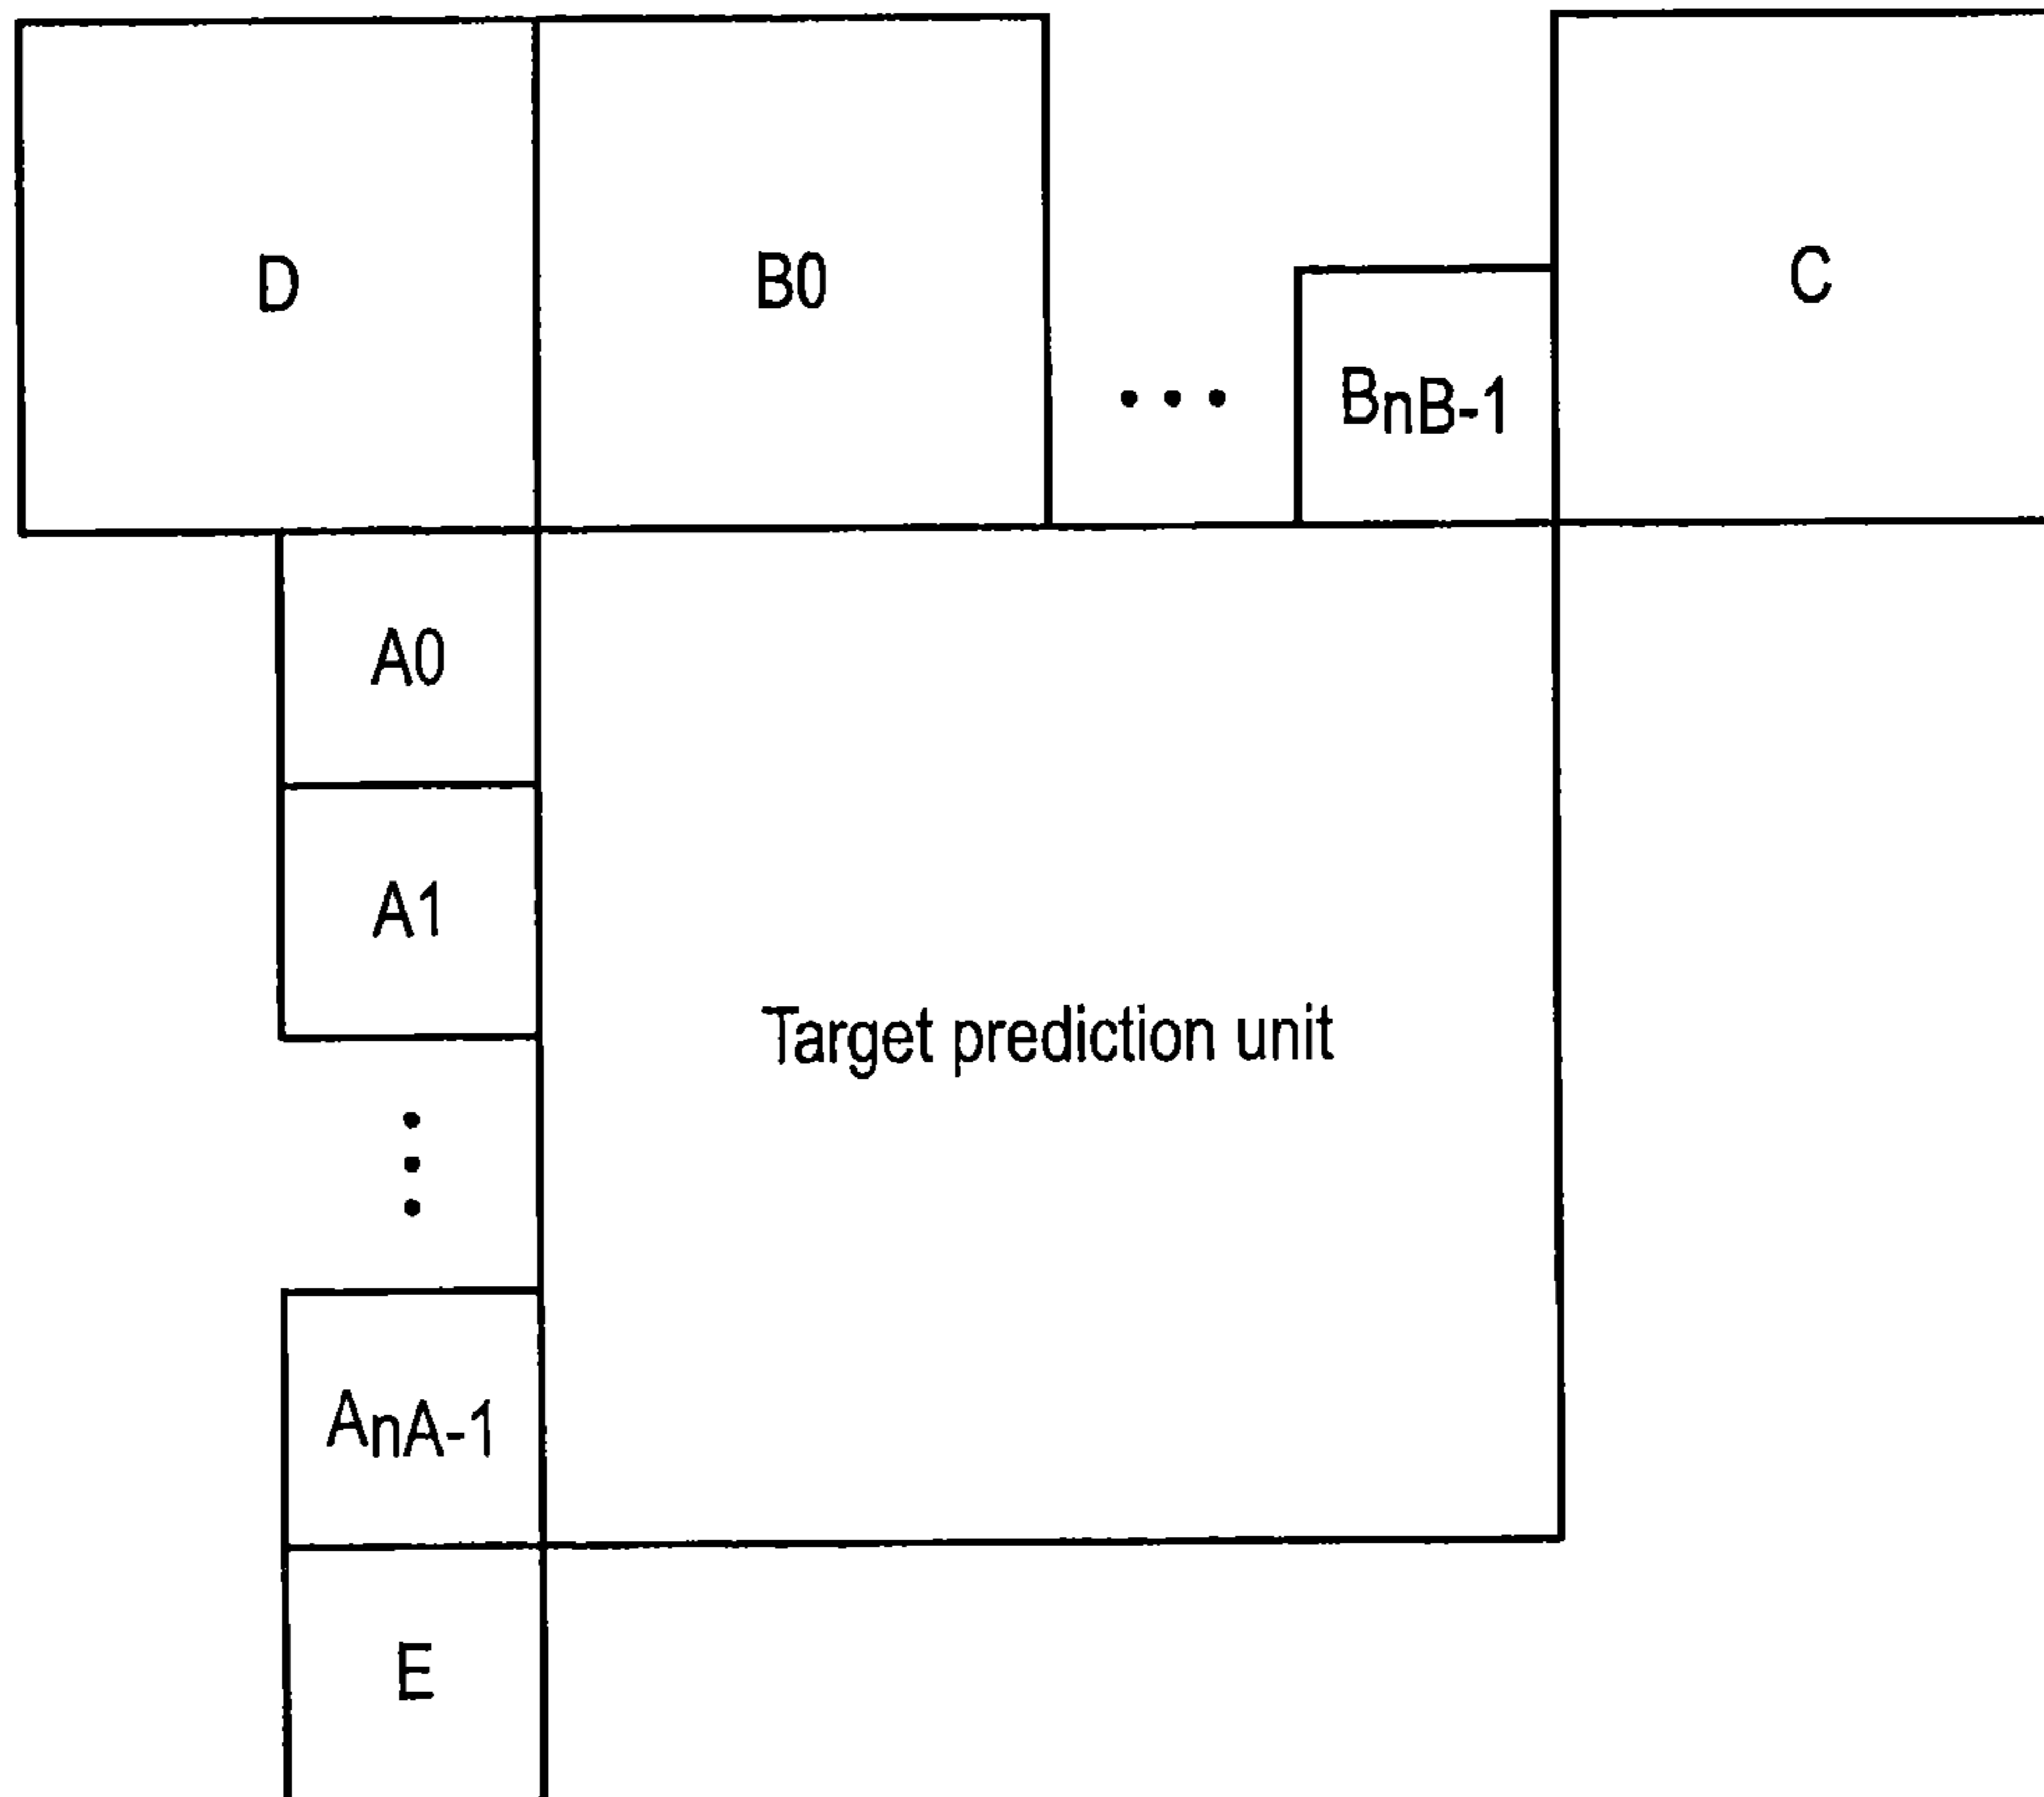 D
B0
C
BnB-1
A0
A1
Target prediction unit
AnA-1
E